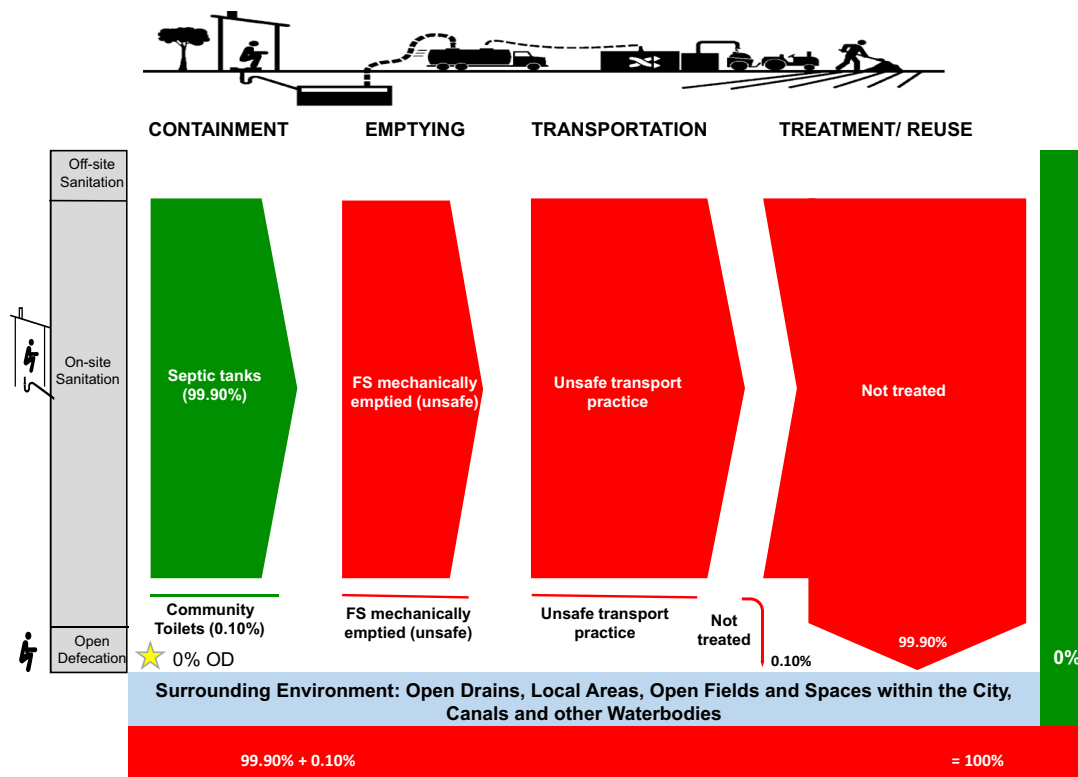 CONTAINMENT
EMPTYING
TRANSPORTATION
TREATMENT/ REUSE
Off-site
Sanitation
On-site
Sanitation
Open
Defecation
Septic tanks
(99.90%)
FS mechanically
emptied (unsafe)
Unsafe transport
practice
Not treated
Community
Toilets (0.10%)
FS mechanically
emptied (unsafe)
Unsafe transport
practice
Not
treated
0.10%
99.90%
0% OD
0%
Surrounding Environment: Open Drains, Local Areas, Open Fields and Spaces within the City,
Canals and other Waterbodies
99.90% + 0.10%
= 100%